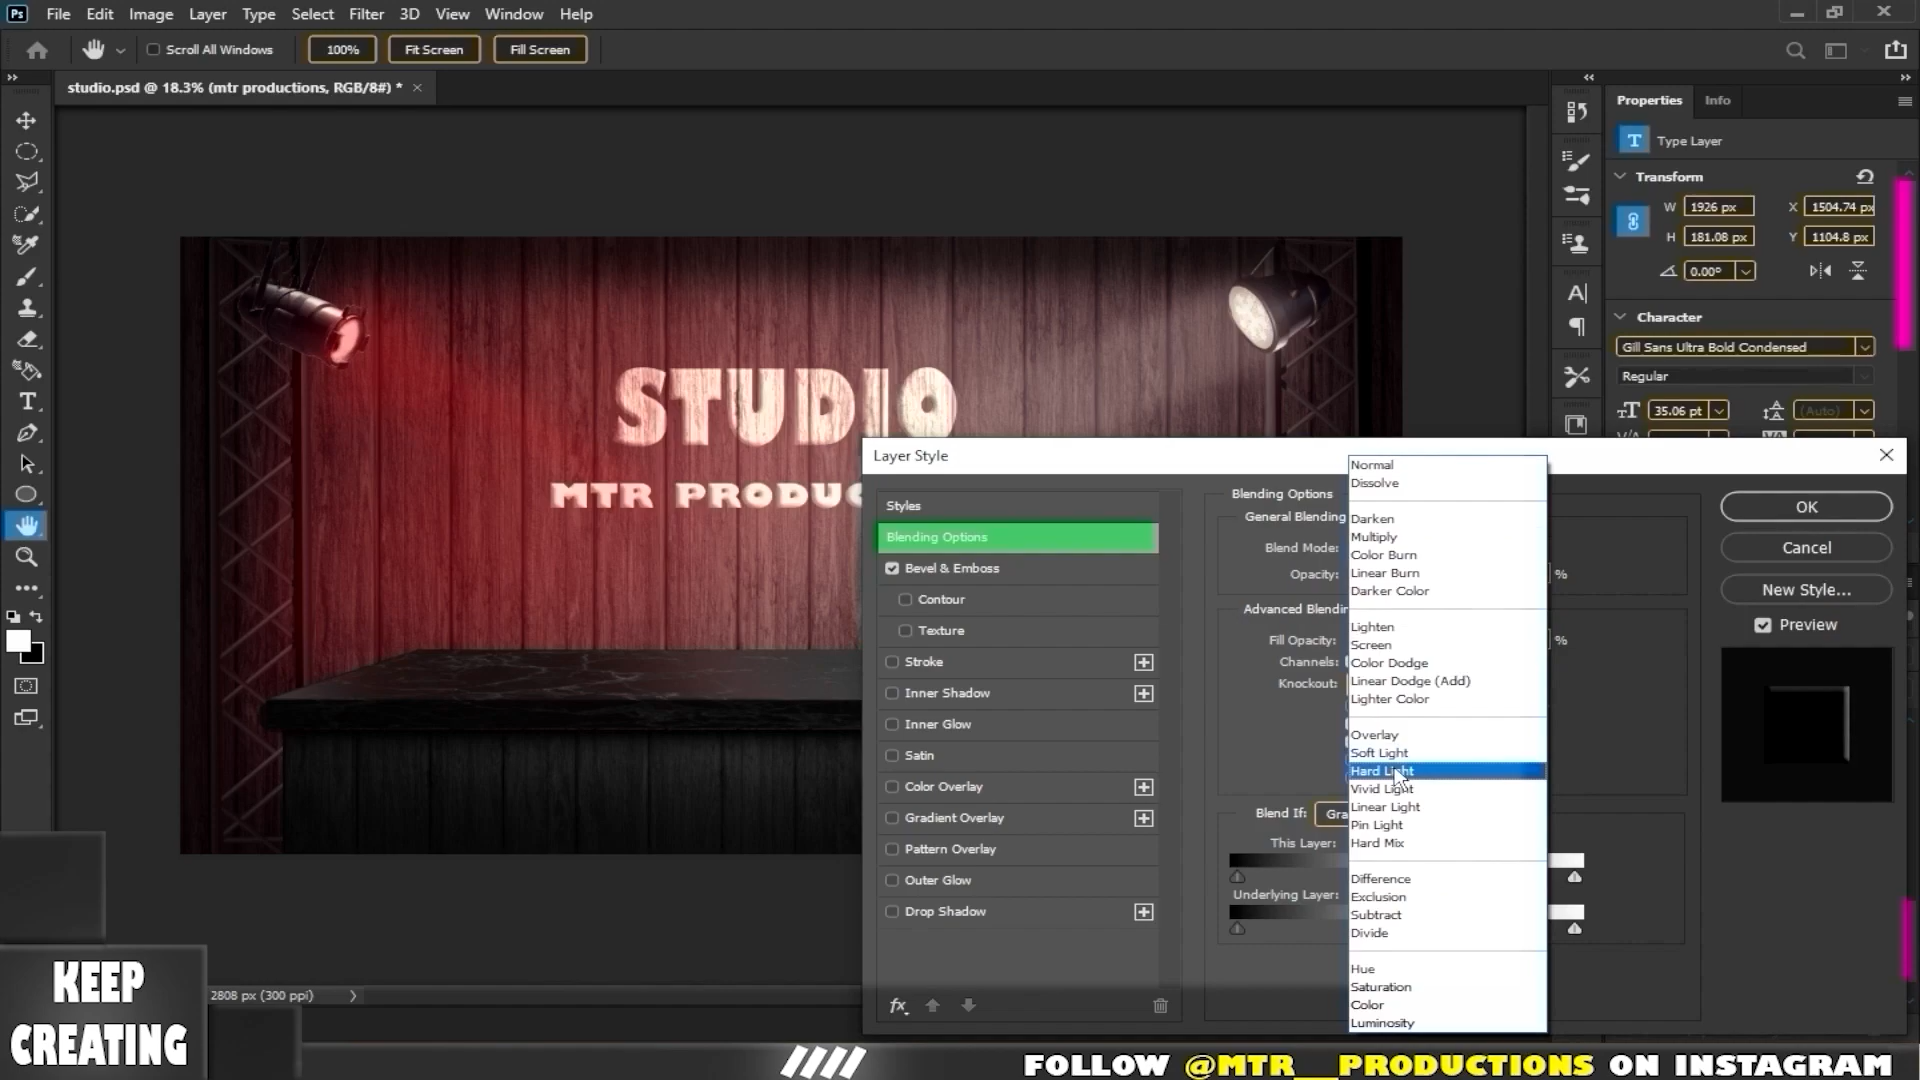 Ps File Edit Image Layer Type Select Filter 3D View Window Help
Scroll All Windows 100% Fit Screen Fill Screen
studio.psd @ 18.3% (mtr productions, RGB/8#) * ×
Properties Info
T Type Layer
Transform
W 1926 px X 1504.74 px
H 181.08 px Y 1104.8 px
0.00°
Character
Gill Sans Ultra Bold Condensed
Regular
35.06 pt (Auto)
STUDIO
MTR PRODUC
Layer Style
Styles
Blending Options
Bevel & Emboss
Contour
Texture
Stroke
Inner Shadow
Inner Glow
Satin
Color Overlay
Gradient Overlay
Pattern Overlay
Outer Glow
Drop Shadow
fx
Blending Options
General Blending
Blend Mode:
Opacity: %
Advanced Blendin
Fill Opacity: %
Channels:
Knockout:
Blend If: Gra
This Layer:
Underlying Layer:
Normal
Dissolve
Darken
Multiply
Color Burn
Linear Burn
Darker Color
Lighten
Screen
Color Dodge
Linear Dodge (Add)
Lighter Color
Overlay
Soft Light
Hard Light
Vivid Light
Linear Light
Pin Light
Hard Mix
Difference
Exclusion
Subtract
Divide
Hue
Saturation
Color
Luminosity
OK
Cancel
New Style...
Preview
2808 px (300 ppi)
KEEP
CREATING
FOLLOW @MTR__PRODUCTIONS ON INSTAGRAM